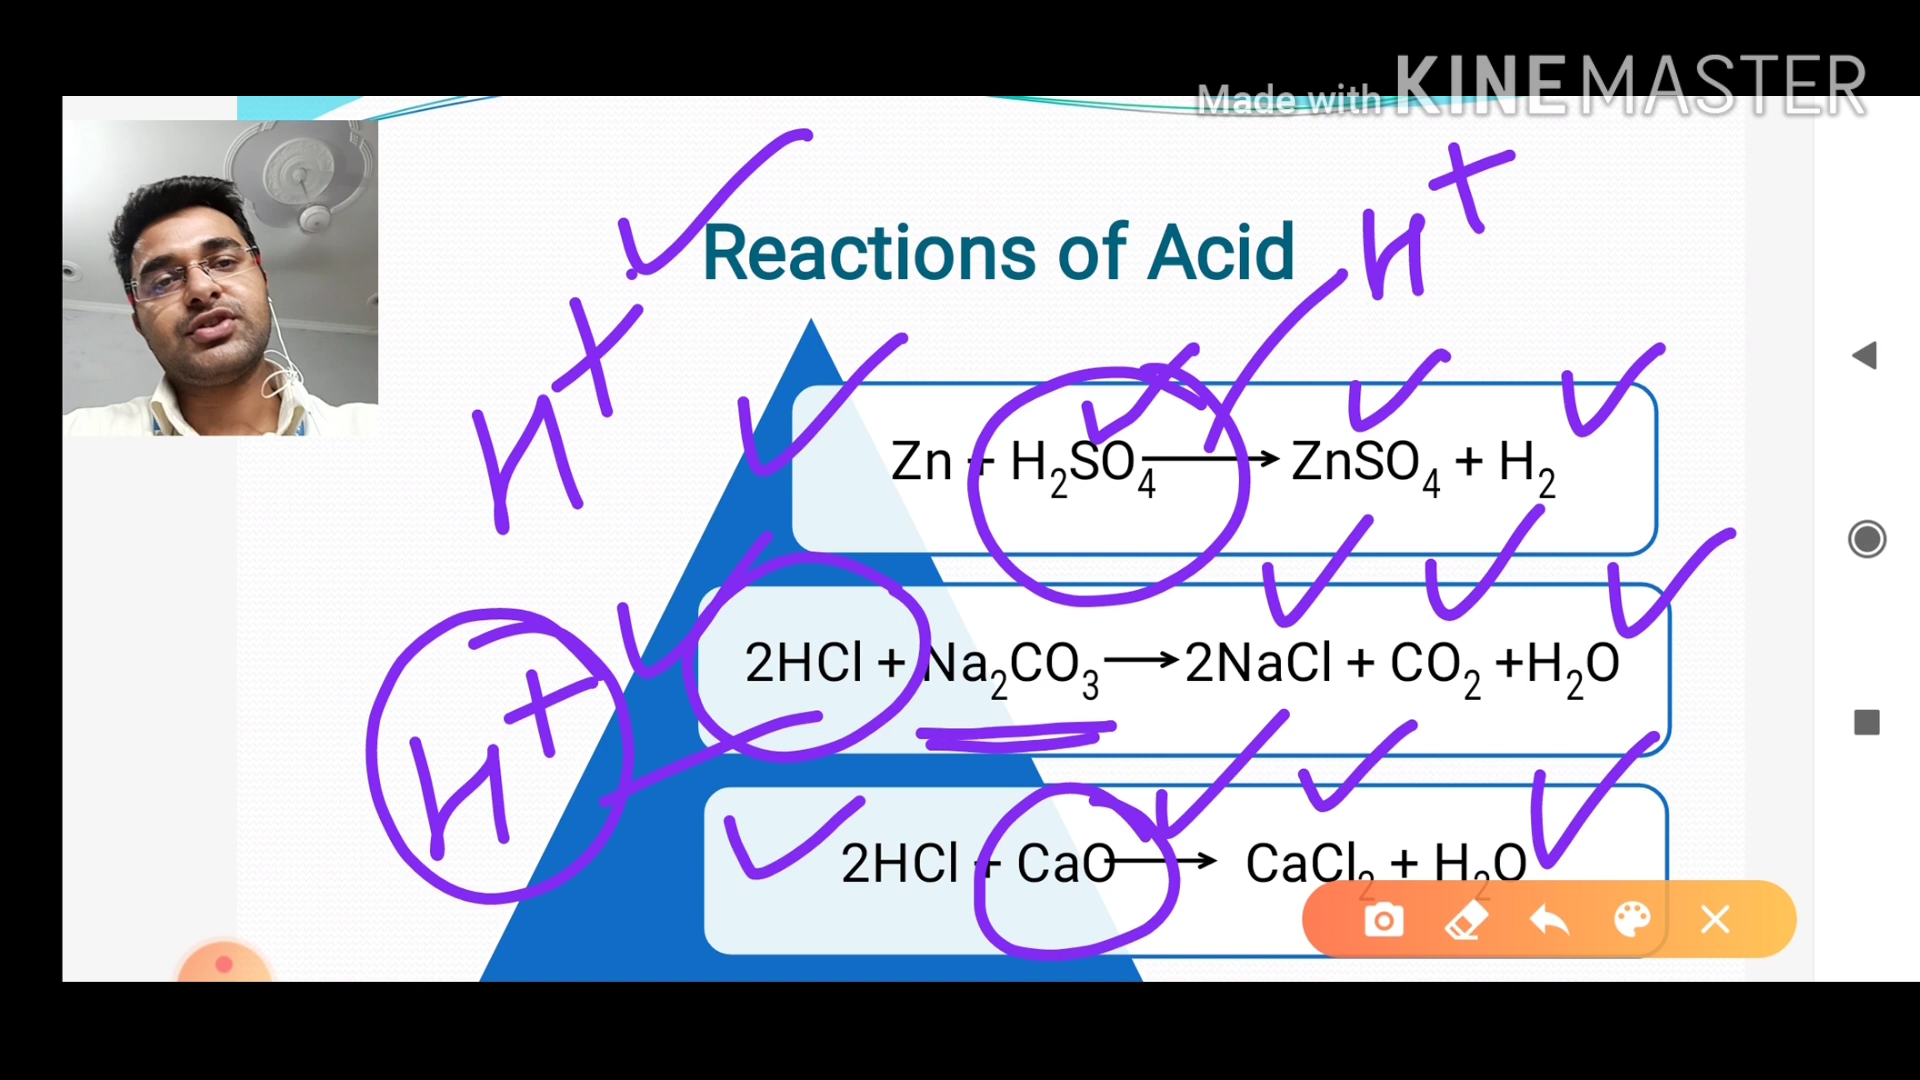 Made with KINEMASTER
H+
Reactions of Acid
H+
Zn + H₂SO₄ → ZnSO₄ + H₂
2HCl + Na₂CO₃ → 2NaCl + CO₂ +H₂O
H+
2HCl + CaO → CaCl₂ + H₂O